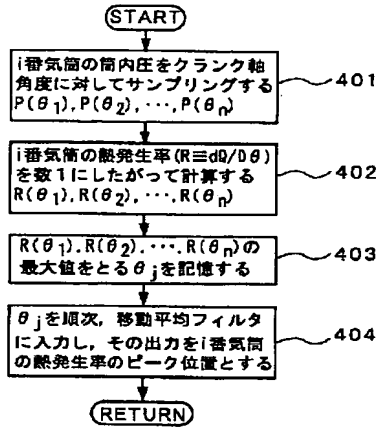 START
i番気筒の筒内圧をクランク軸
角度に対してサンプリングする
P(θ1),P(θ2),･･･,P(θn)
401
i番気筒の熱発生率(R≡dQ/Dθ)
を数1にしたがって計算する
R(θ1),R(θ2),･･･,R(θn)
402
R(θ1),R(θ2),･･･,R(θn)の
最大値をとるθjを記憶する
403
θjを順次，移動平均フィルタ
に入力し，その出力をi番気筒
の熱発生率のピーク位置とする
404
RETURN